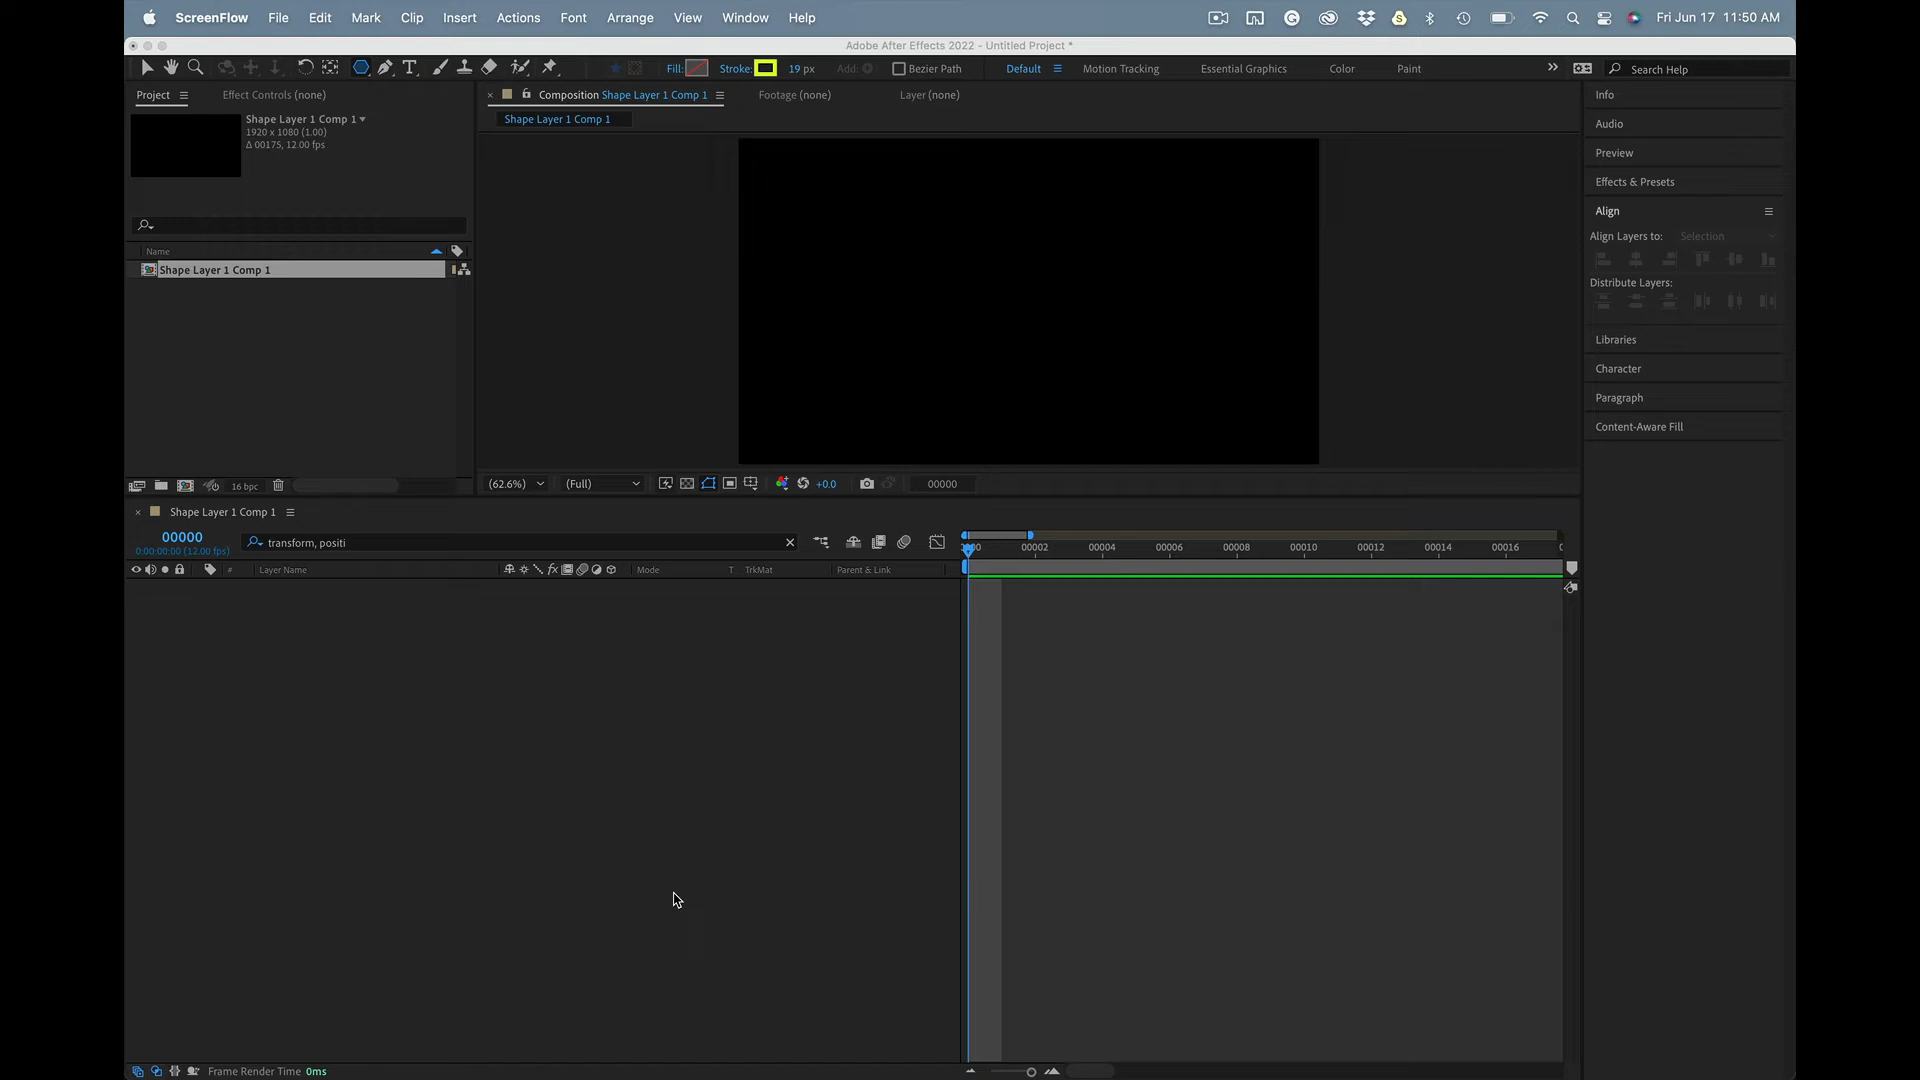 ScreenFlow File Edit Mark Clip Insert Actions Font Arrange View Window Help Fri Jun 17 11:50 AM
Adobe After Effects 2022 - Untitled Project *
Fill: Stroke: 19 px Add: Bezier Path Default Motion Tracking Essential Graphics Color Paint Search Help
Project Effect Controls (none)
Composition Shape Layer 1 Comp 1 Footage (none) Layer (none)
Info
Shape Layer 1 Comp 1
1920 x 1080 (1.00)
Δ 00175, 12.00 fps
Shape Layer 1 Comp 1
Audio
Preview
Effects & Presets
Align
Align Layers to: Selection
Distribute Layers:
Libraries
Character
Paragraph
Content-Aware Fill
Name
Shape Layer 1 Comp 1
16 bpc
(62.6%) (Full) +0.0 00000
Shape Layer 1 Comp 1
00000
0:00:00:00 (12.00 fps)
transform, positi
00002 00004 00006 00008 00010 00012 00014 00016
# Layer Name fx Mode T TrkMat Parent & Link
Frame Render Time 0ms